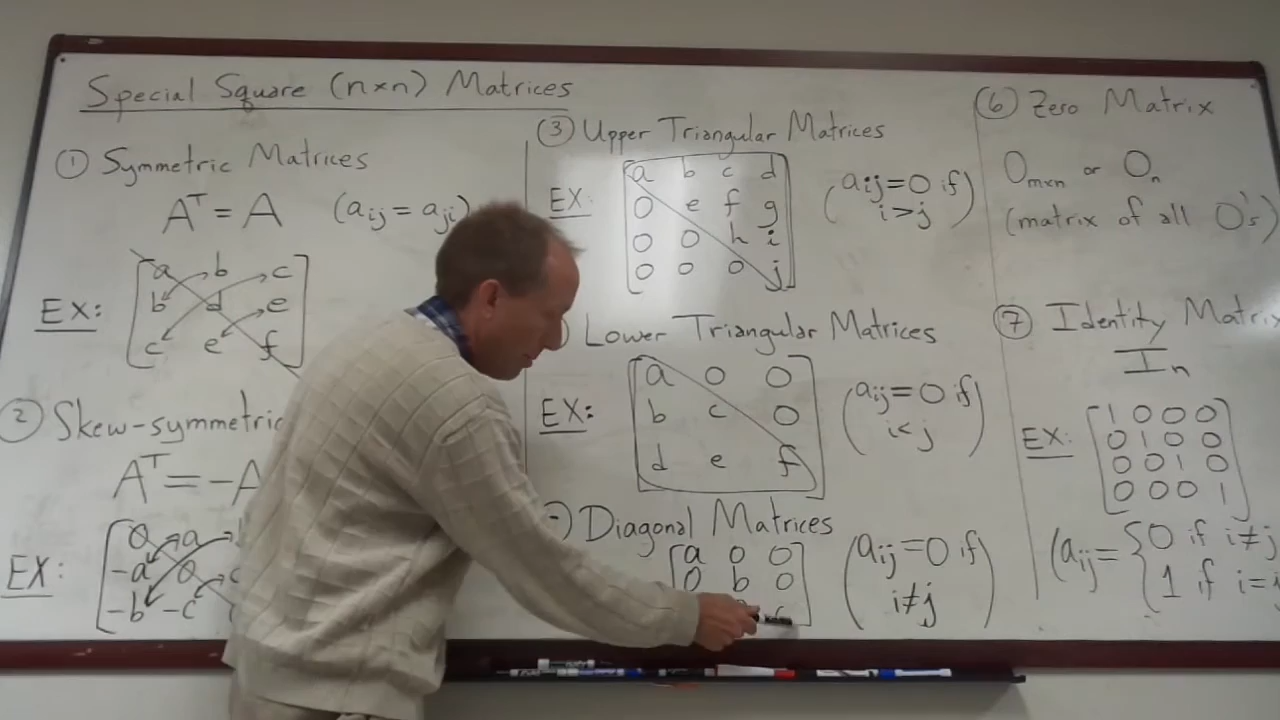 Special Square (n×n) Matrices
① Symmetric Matrices
Aᵀ = A (aij = aji)
EX: [a b c
b d e
c e f]
② Skew-symmetric
Aᵀ = -A
EX: [0 a
-a 0 c
-b -c
③ Upper Triangular Matrices
EX: [a b c d
0 e f g
0 0 h i
0 0 0 j]
(aij = 0 if
i > j)
Lower Triangular Matrices
EX: [a 0 0
b c 0
d e f]
(aij = 0 if
i < j)
Diagonal Matrices
[a 0 0
0 b 0
c]
(aij = 0 if
i ≠ j)
⑥ Zero Matrix
0m×n or 0n
(matrix of all 0's)
⑦ Identity Matrix
In
EX: [1 0 0 0
0 1 0 0
0 0 1 0
0 0 0 1]
(aij = {0 if i ≠ j
1 if i =